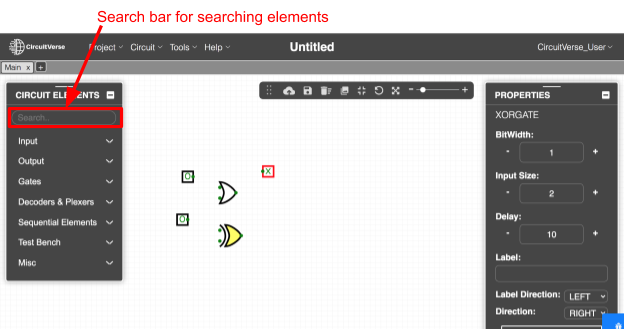 Search bar for searching elements
CircuitVerse Project Circuit Tools Help Untitled CircuitVerse_User
Main x +
CIRCUIT ELEMENTS
Search..
Input
Output
Gates
Decoders & Plexers
Sequential Elements
Test Bench
Misc
0
0
X
PROPERTIES
XORGATE
BitWidth:
- 1 +
Input Size:
- 2 +
Delay:
- 10 +
Label:
Label Direction: LEFT
Direction: RIGHT